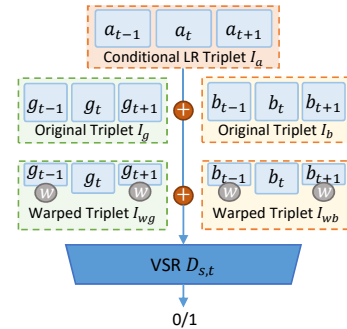 a_{t-1} a_t a_{t+1}
Conditional LR Triplet I_a
g_{t-1} g_t g_{t+1} b_{t-1} b_t b_{t+1}
Original Triplet I_g Original Triplet I_b
g_{t-1} g_t g_{t+1} b_{t-1} b_t b_{t+1}
w w w w
Warped Triplet I_{wg} Warped Triplet I_{wb}
VSR D_{s,t}
0/1